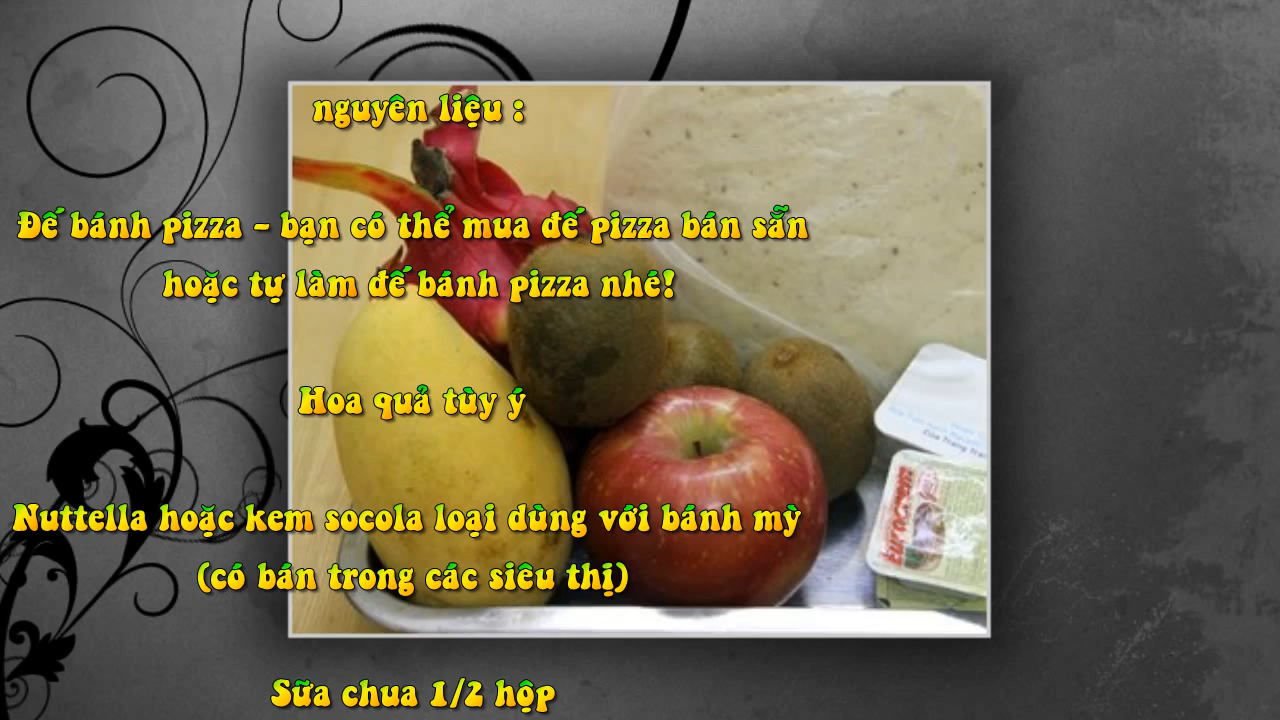 nguyên liệu :
Đế bánh pizza – bạn có thể mua đế pizza bán sẵn
hoặc tự làm đế bánh pizza nhé!
Hoa quả tùy ý
Nuttella hoặc kem socola loại dùng với bánh mỳ
(có bán trong các siêu thị)
Sữa chua 1/2 hộp